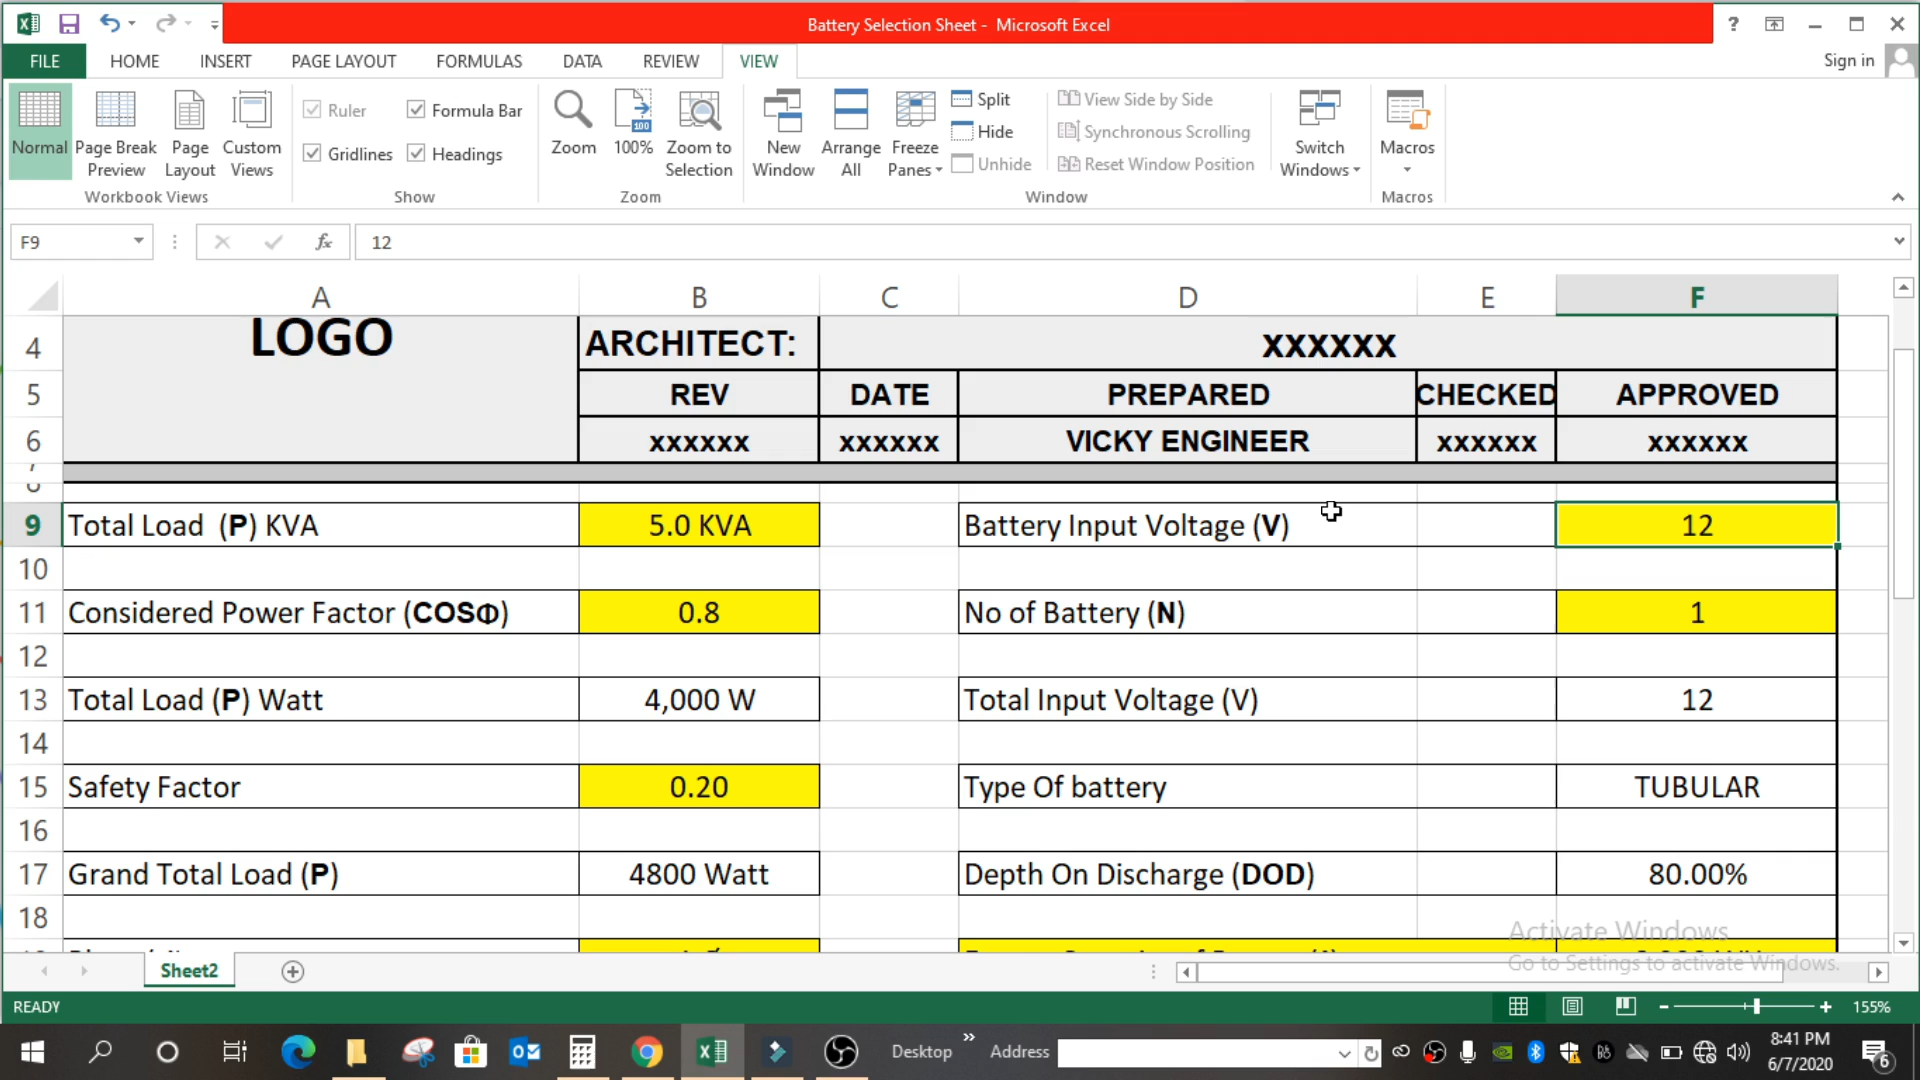 Battery Selection Sheet - Microsoft Excel
?
FILE HOME INSERT PAGE LAYOUT FORMULAS DATA REVIEW VIEW Sign in
Normal
Page Break Preview
Page Layout
Custom Views
Workbook Views
Ruler
Formula Bar
Gridlines
Headings
Show
Zoom
100
100%
Zoom to Selection
Zoom
New Window
Arrange All
Freeze Panes
Split
Hide
Unhide
View Side by Side
Synchronous Scrolling
Reset Window Position
Window
Switch Windows
Macros
Macros
F9 fx 12
A B C D E F
4 LOGO ARCHITECT: xxxxxx
5 REV DATE PREPARED CHECKED APPROVED
6 xxxxxx xxxxxx VICKY ENGINEER xxxxxx xxxxxx
9 Total Load (P) KVA 5.0 KVA Battery Input Voltage (V) 12
10
11 Considered Power Factor (COSΦ) 0.8 No of Battery (N) 1
12
13 Total Load (P) Watt 4,000 W Total Input Voltage (V) 12
14
15 Safety Factor 0.20 Type Of battery TUBULAR
16
17 Grand Total Load (P) 4800 Watt Depth On Discharge (DOD) 80.00%
18
Activate Windows
Go to Settings to activate Windows.
Sheet2
READY 155%
Desktop Address 8:41 PM
6/7/2020
6